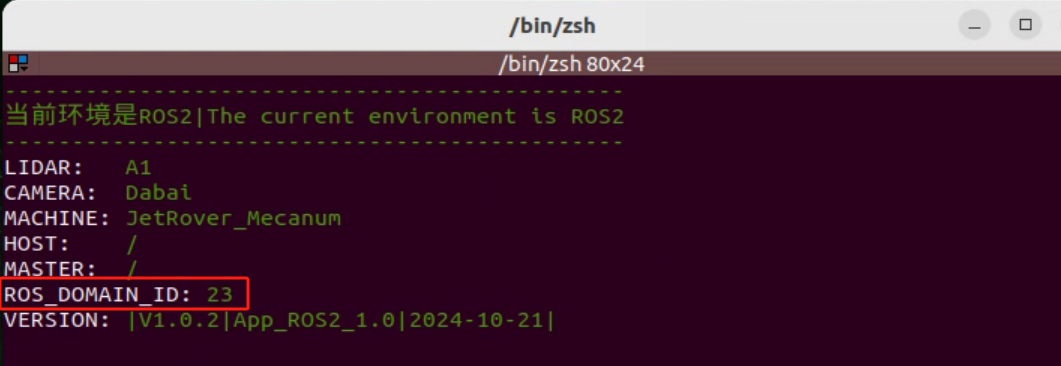 /bin/zsh
/bin/zsh 80x24
-----------------------------------------------
当前环境是ROS2|The current environment is ROS2
-----------------------------------------------
LIDAR: A1
CAMERA: Dabai
MACHINE: JetRover_Mecanum
HOST: /
MASTER: /
ROS_DOMAIN_ID: 23
VERSION: |V1.0.2|App_ROS2_1.0|2024-10-21|